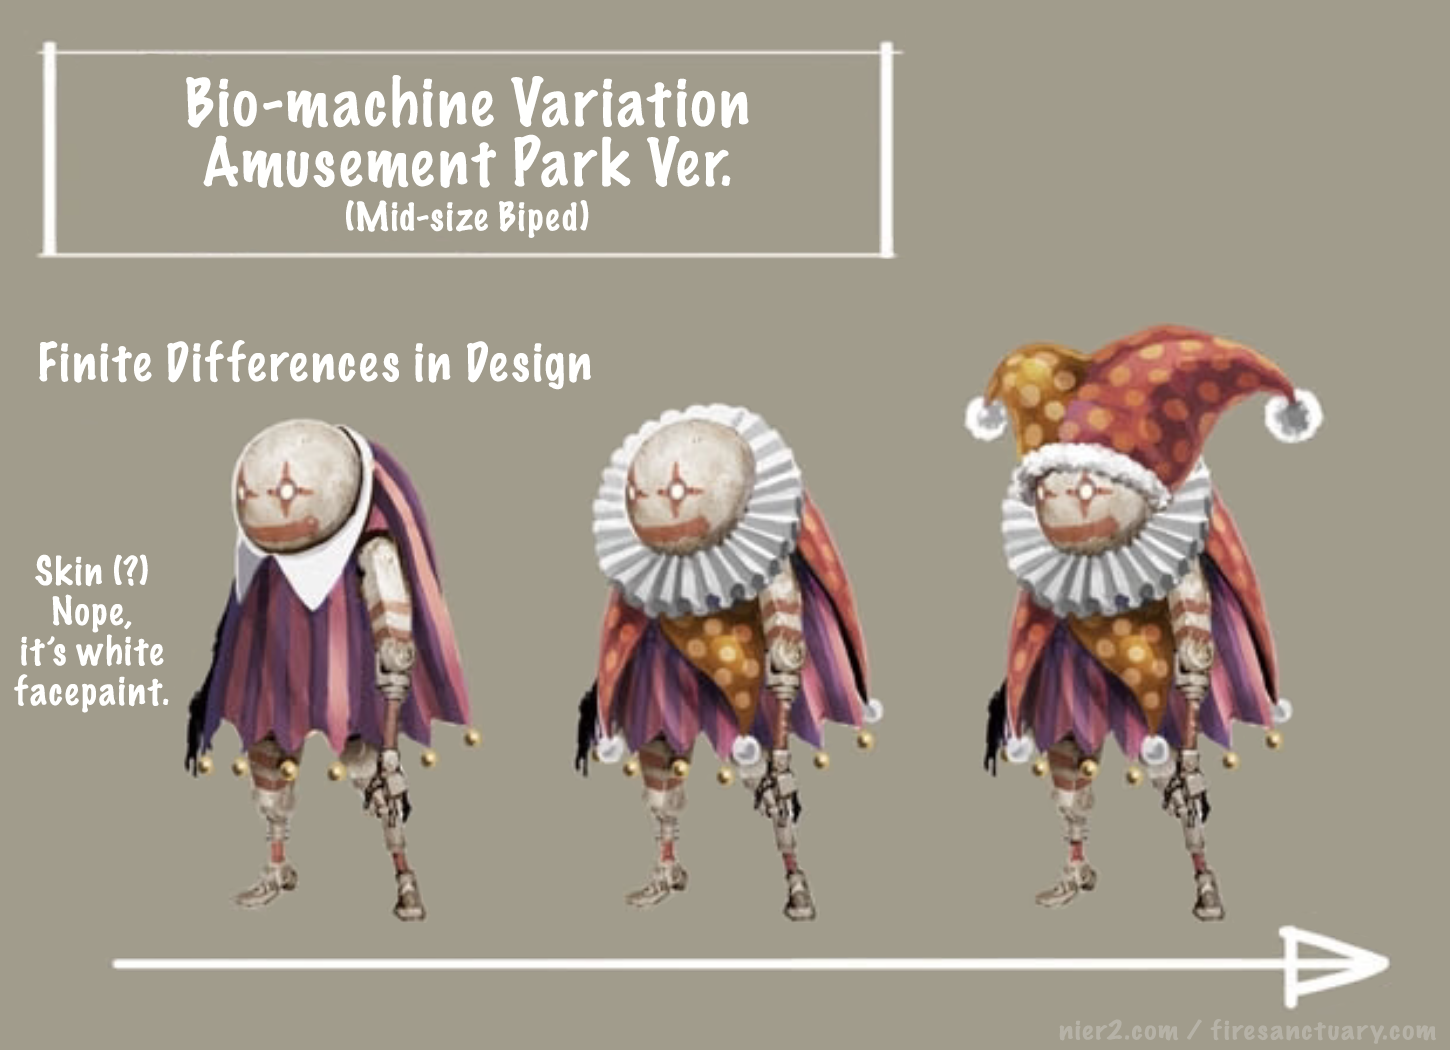 Bio-machine Variation
Amusement Park Ver.
(Mid-size Biped)
Finite Differences in Design
Skin (?)
Nope,
it's white
facepaint.
nier2.com / firesanctuary.com